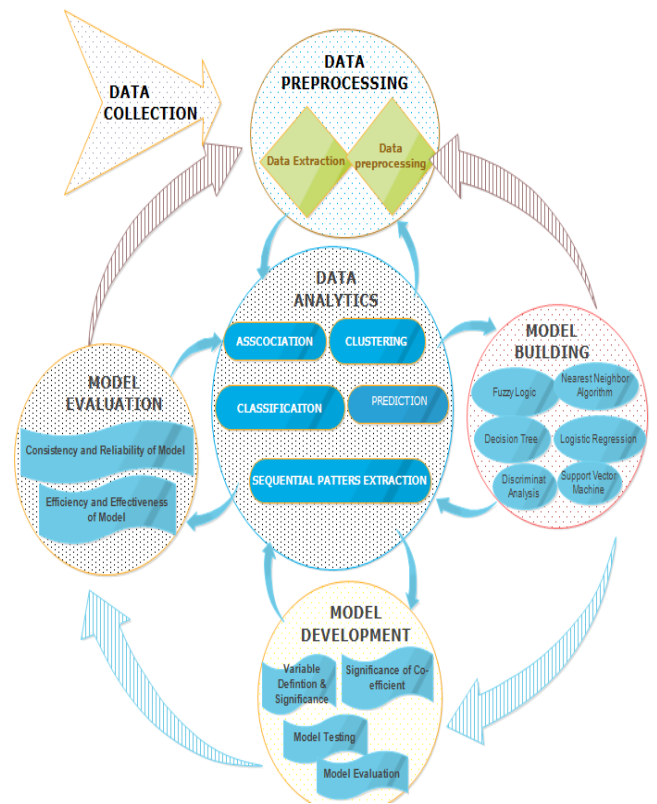 DATA
COLLECTION
DATA
PREPROCESSING
Data Extraction
Data
preprocessing
DATA
ANALYTICS
ASSCOCIATION
CLUSTERING
CLASSIFICAITON
PREDICTION
SEQUENTIAL PATTERS EXTRACTION
MODEL
BUILDING
Fuzzy Logic
Nearest Neighbor
Algorithm
Decision Tree
Logistic Regression
Discriminat
Analysis
Support Vector
Machine
MODEL
EVALUATION
Consistency and Reliability of Model
Efficiency and Effectiveness
of Model
MODEL
DEVELOPMENT
Variable
Defintion &
Significance
Significance of Co-
efficient
Model Testing
Model Evaluation